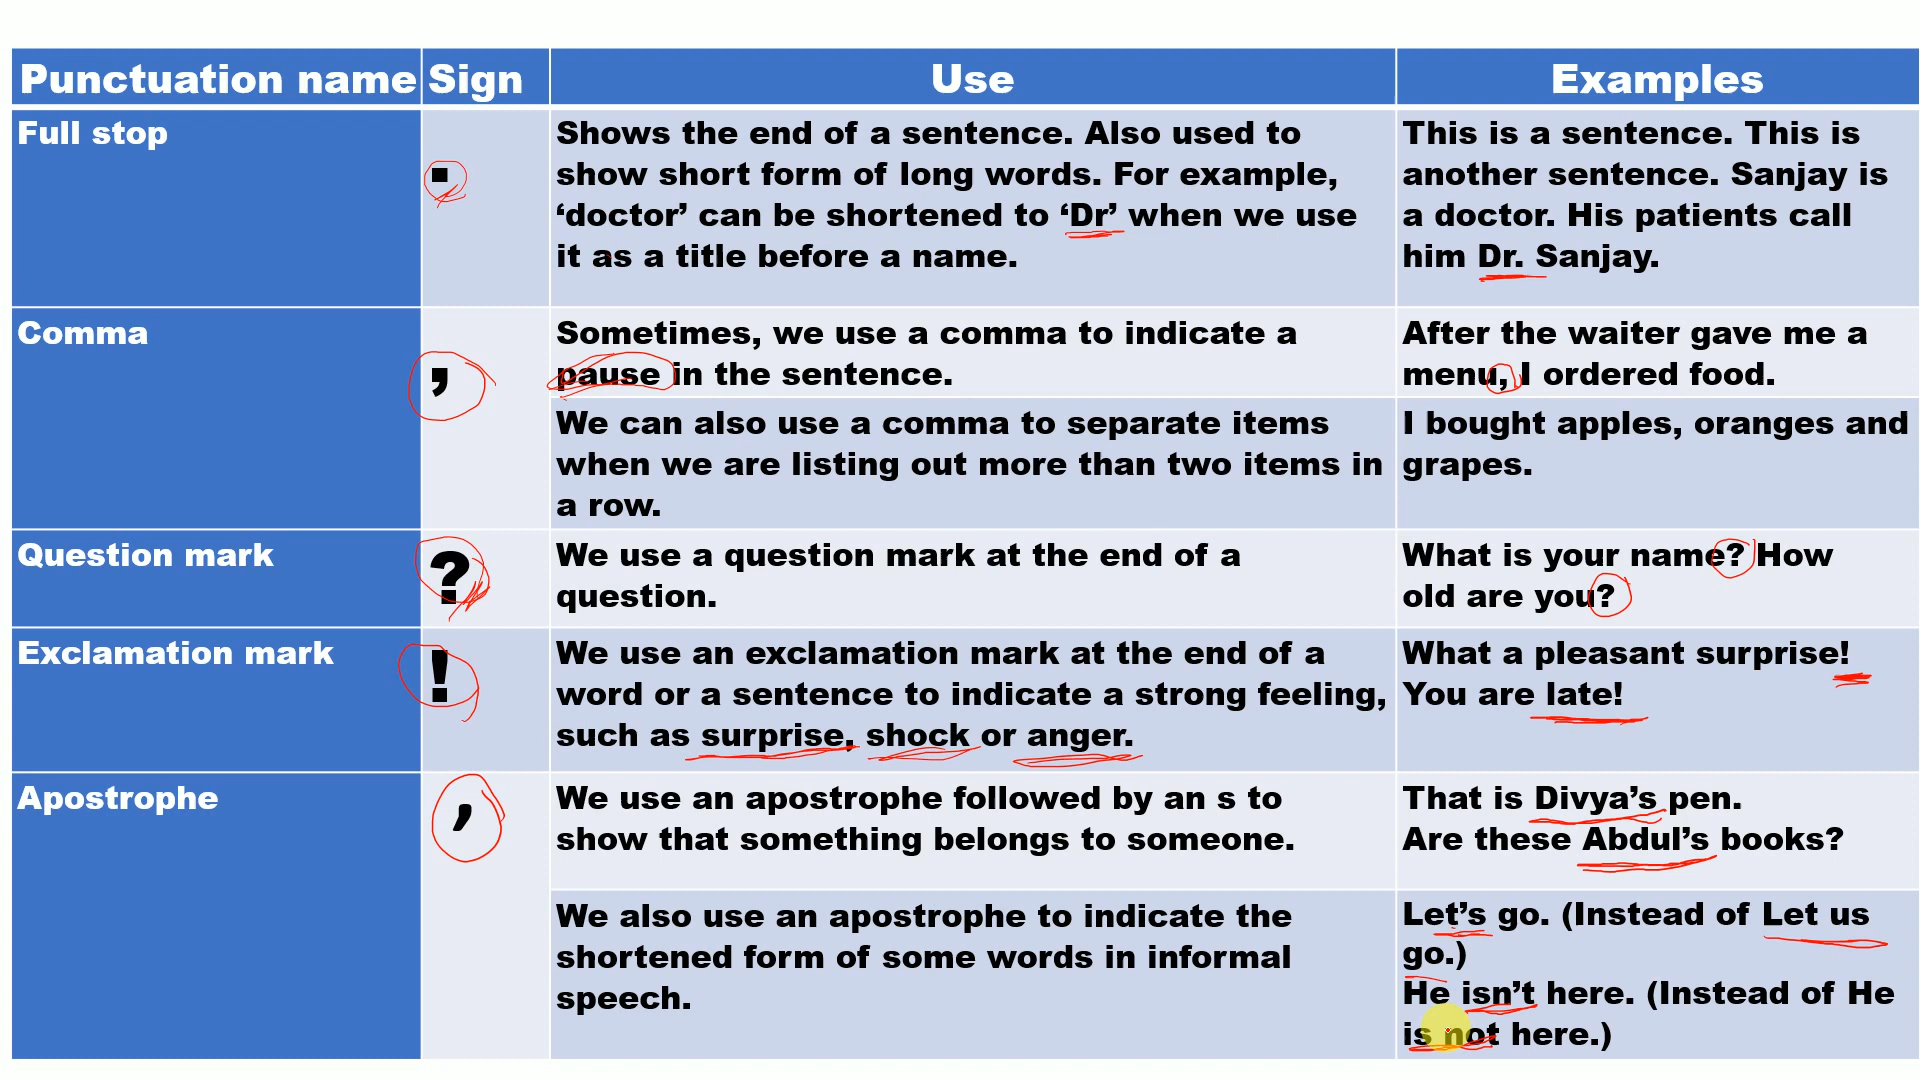 Punctuation name Sign Use Examples
Full stop
.
Shows the end of a sentence. Also used to
show short form of long words. For example,
‘doctor’ can be shortened to ‘Dr’ when we use
it as a title before a name.
This is a sentence. This is
another sentence. Sanjay is
a doctor. His patients call
him Dr. Sanjay.
Comma
,
Sometimes, we use a comma to indicate a
pause in the sentence.
After the waiter gave me a
menu, I ordered food.
We can also use a comma to separate items
when we are listing out more than two items in
a row.
I bought apples, oranges and
grapes.
Question mark
?
We use a question mark at the end of a
question.
What is your name? How
old are you?
Exclamation mark
!
We use an exclamation mark at the end of a
word or a sentence to indicate a strong feeling,
such as surprise, shock or anger.
What a pleasant surprise!
You are late!
Apostrophe
’
We use an apostrophe followed by an s to
show that something belongs to someone.
That is Divya’s pen.
Are these Abdul’s books?
We also use an apostrophe to indicate the
shortened form of some words in informal
speech.
Let’s go. (Instead of Let us
go.)
He isn’t here. (Instead of He
is not here.)